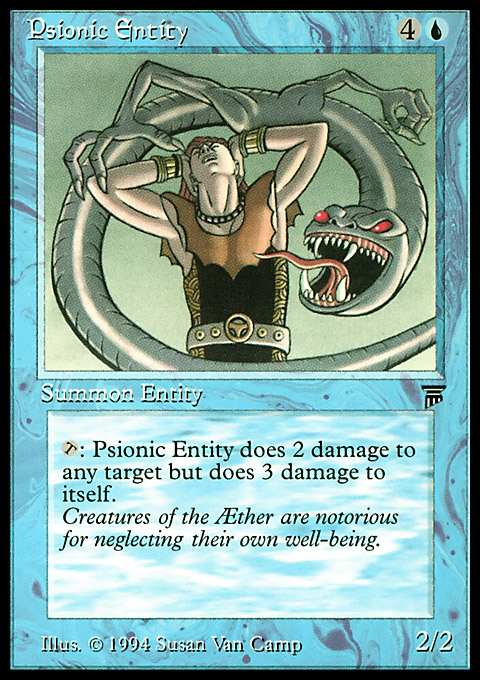 Psionic Entity 4
Summon Entity
T: Psionic Entity does 2 damage to
any target but does 3 damage to
itself.
Creatures of the Æther are notorious
for neglecting their own well-being.
Illus. © 1994 Susan Van Camp 2/2